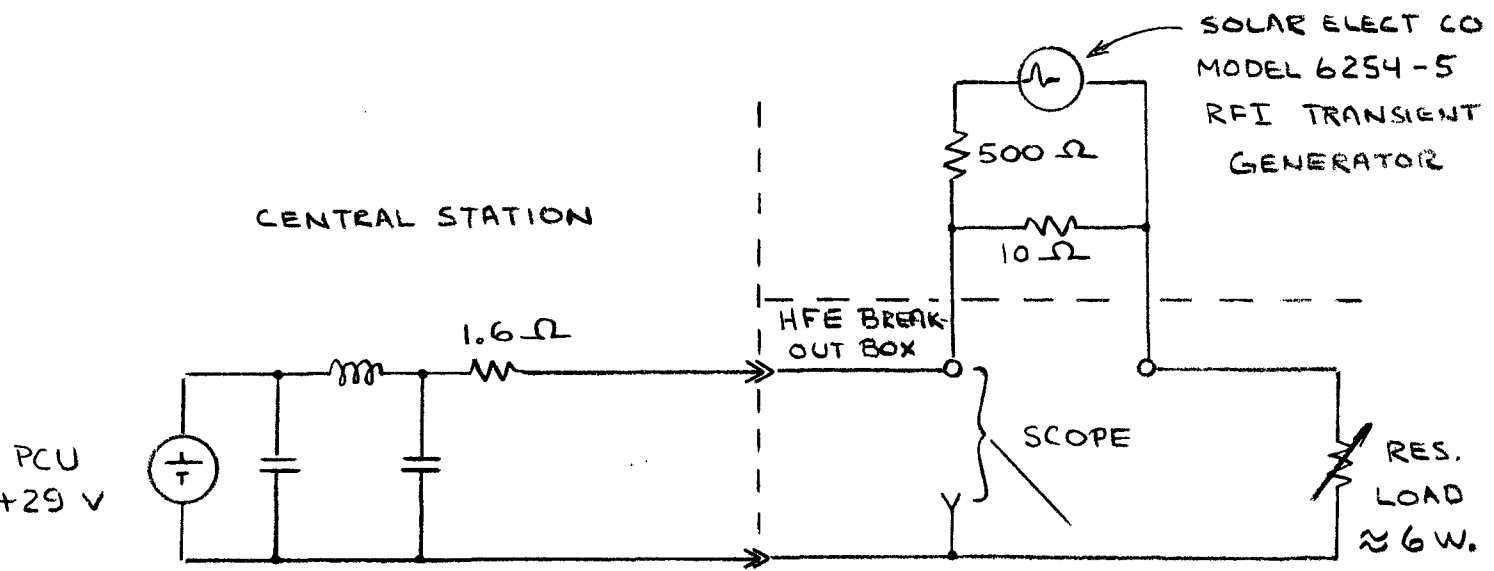 SOLAR ELECT CO
MODEL 6254-5
RFI TRANSIENT
GENERATOR
500 Ω
10 Ω
CENTRAL STATION
HFE BREAK-
OUT BOX
1.6 Ω
SCOPE
PCU
+29 V
RES.
LOAD
≈ 6 W.